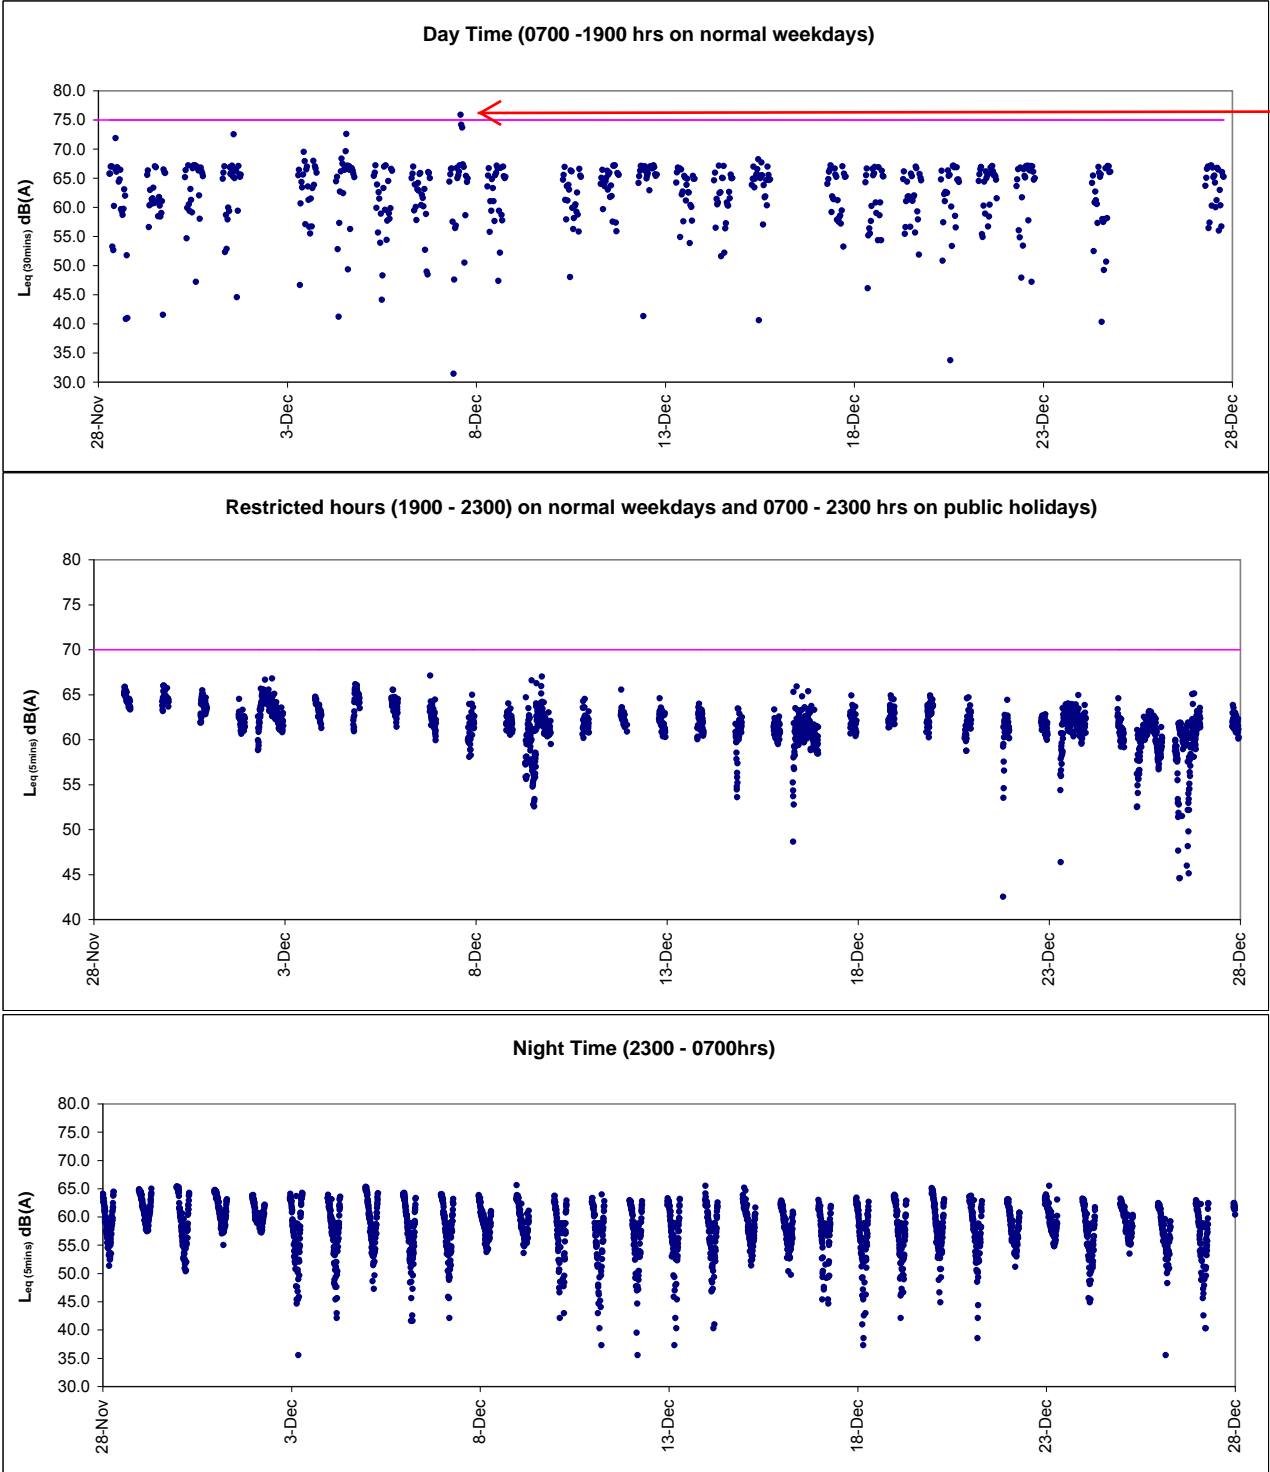 Day Time (0700 -1900 hrs on normal weekdays)
80.0
75.0
70.0
65.0
60.0
55.0
50.0
45.0
40.0
35.0
30.0
Leq (30mins) dB(A)
28-Nov
3-Dec
8-Dec
13-Dec
18-Dec
23-Dec
28-Dec
Restricted hours (1900 - 2300) on normal weekdays and 0700 - 2300 hrs on public holidays)
80
75
70
65
60
55
50
45
40
Leq (5mins) dB(A)
28-Nov
3-Dec
8-Dec
13-Dec
18-Dec
23-Dec
28-Dec
Night Time (2300 - 0700hrs)
80.0
75.0
70.0
65.0
60.0
55.0
50.0
45.0
40.0
35.0
30.0
Leq (5mins) dB(A)
28-Nov
3-Dec
8-Dec
13-Dec
18-Dec
23-Dec
28-Dec